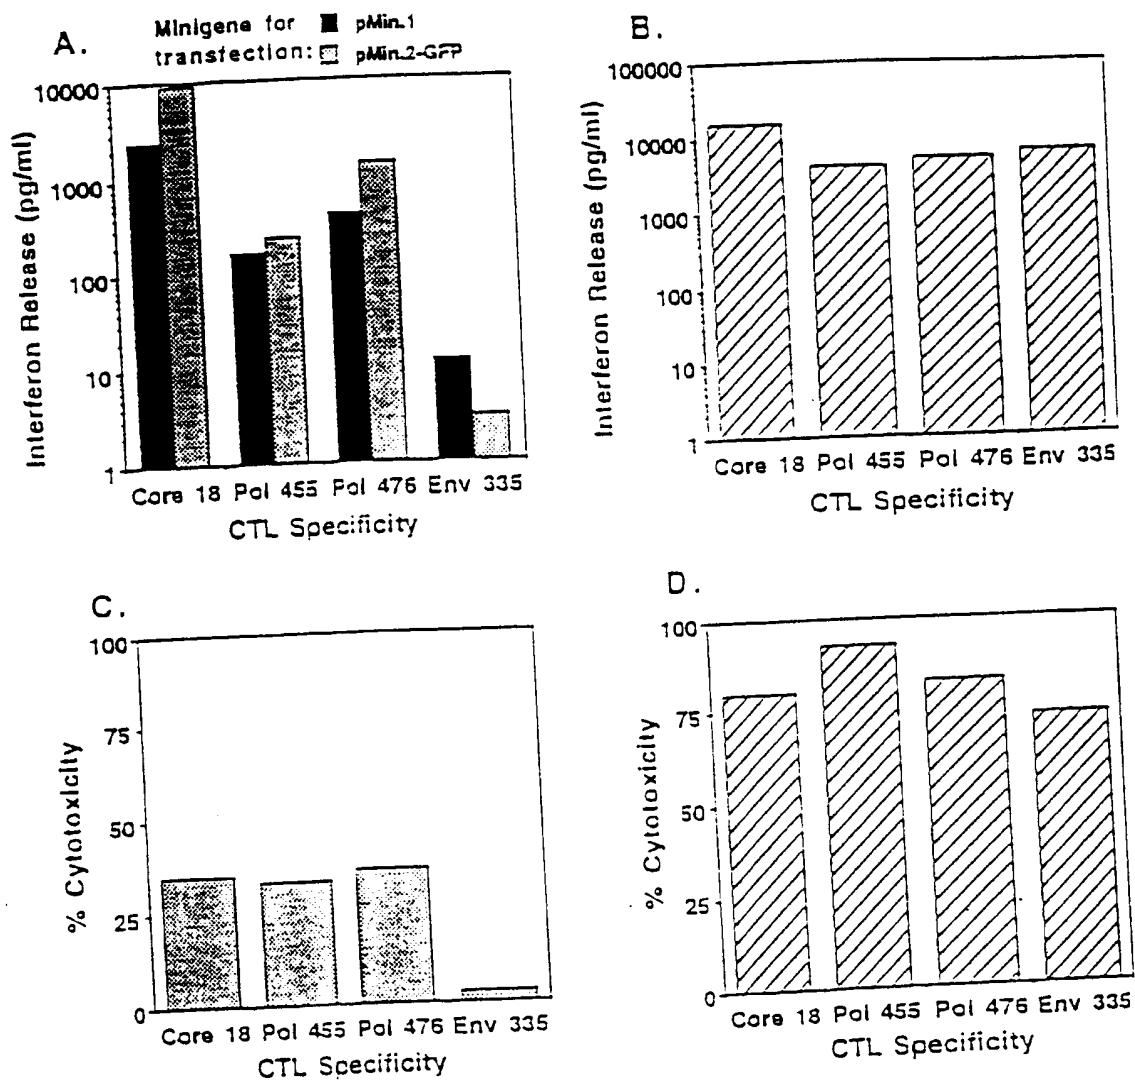 A.
Minigene for ■ pMin.1
transfection: pMin.2-GFP
10000
1000
100
10
1
Interferon Release (pg/ml)
Core 18 Pol 455 Pol 476 Env 335
CTL Specificity
B.
100000
10000
1000
100
10
1
Interferon Release (pg/ml)
Core 18 Pol 455 Pol 476 Env 335
CTL Specificity
C.
100
75
50
25
0
% Cytotoxicity
Core 18 Pol 455 Pol 476 Env 335
CTL Specificity
D.
100
75
50
25
0
% Cytotoxicity
Core 18 Pol 455 Pol 476 Env 335
CTL Specificity